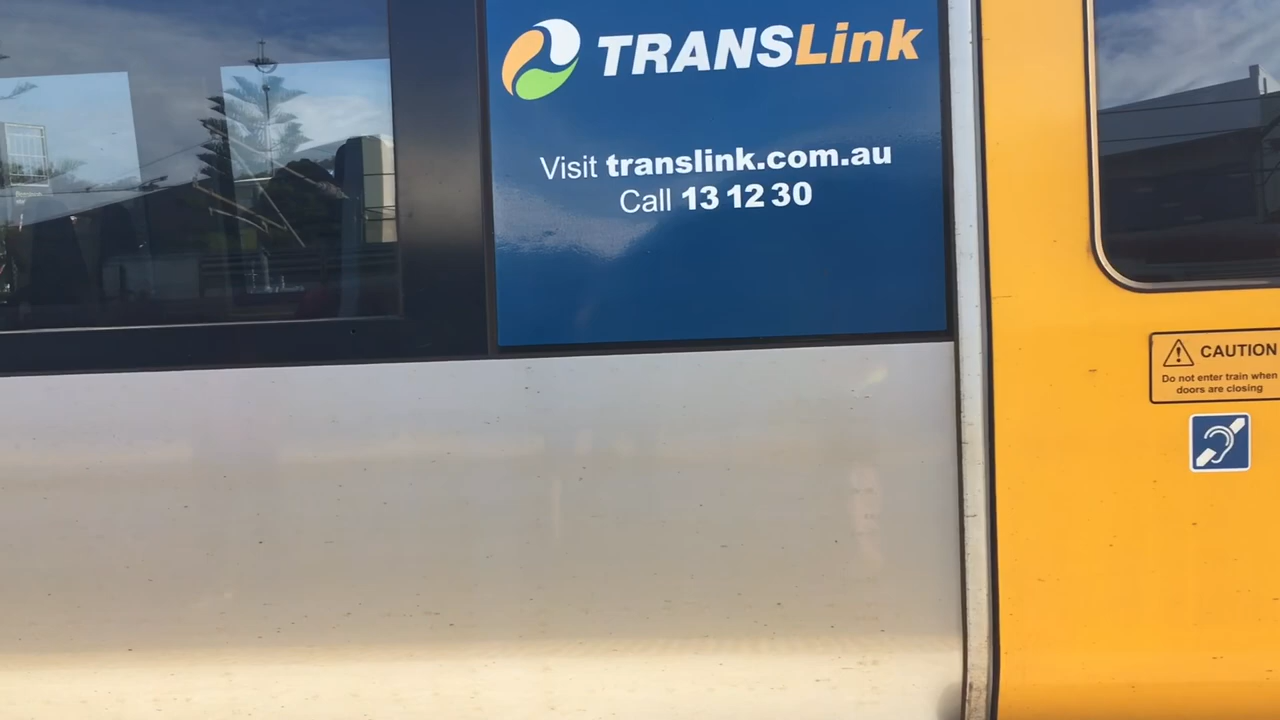 TRANSLink
Visit translink.com.au
Call 13 12 30
CAUTION
Do not enter train when
doors are closing